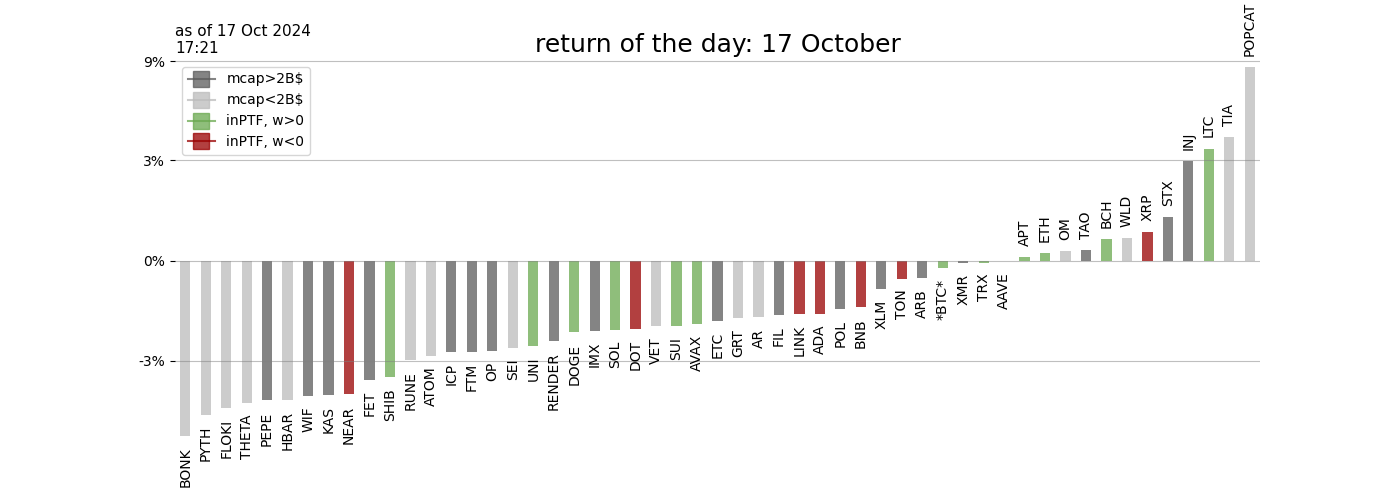 as of 17 Oct 2024
17:21
return of the day: 17 October
9%
3%
0%
-3%
mcap>2B$
mcap<2B$
inPTF, w>0
inPTF, w<0
BONK
PYTH
FLOKI
THETA
PEPE
HBAR
WIF
KAS
NEAR
FET
SHIB
RUNE
ATOM
ICP
FTM
OP
SEI
UNI
RENDER
DOGE
IMX
SOL
DOT
VET
SUI
AVAX
ETC
GRT
AR
FIL
LINK
ADA
POL
BNB
XLM
TON
ARB
*BTC*
XMR
TRX
AAVE
APT
ETH
OM
TAO
BCH
WLD
XRP
STX
INJ
LTC
TIA
POPCAT